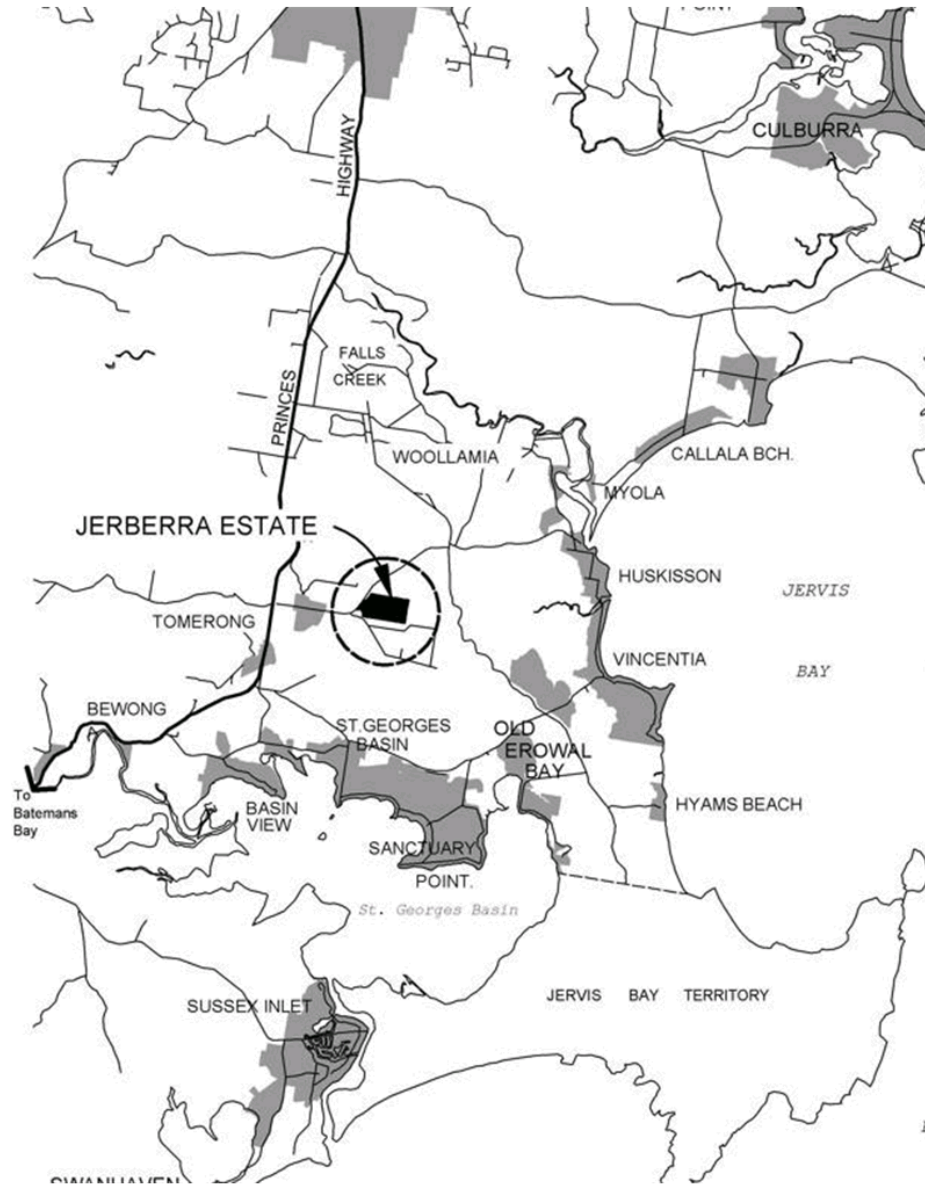 POINT
CULBURRA
HIGHWAY
FALLS
CREEK
PRINCES
WOOLLAMIA
CALLALA BCH.
MYOLA
JERBERRA ESTATE
HUSKISSON
JERVIS
BAY
TOMERONG
VINCENTIA
BEWONG
ST.GEORGES
BASIN
OLD
EROWAL
BAY
To
Batemans
Bay
BASIN
VIEW
HYAMS BEACH
SANCTUARY
POINT.
St. Georges Basin
SUSSEX INLET
JERVIS BAY TERRITORY
SWANHAVEN